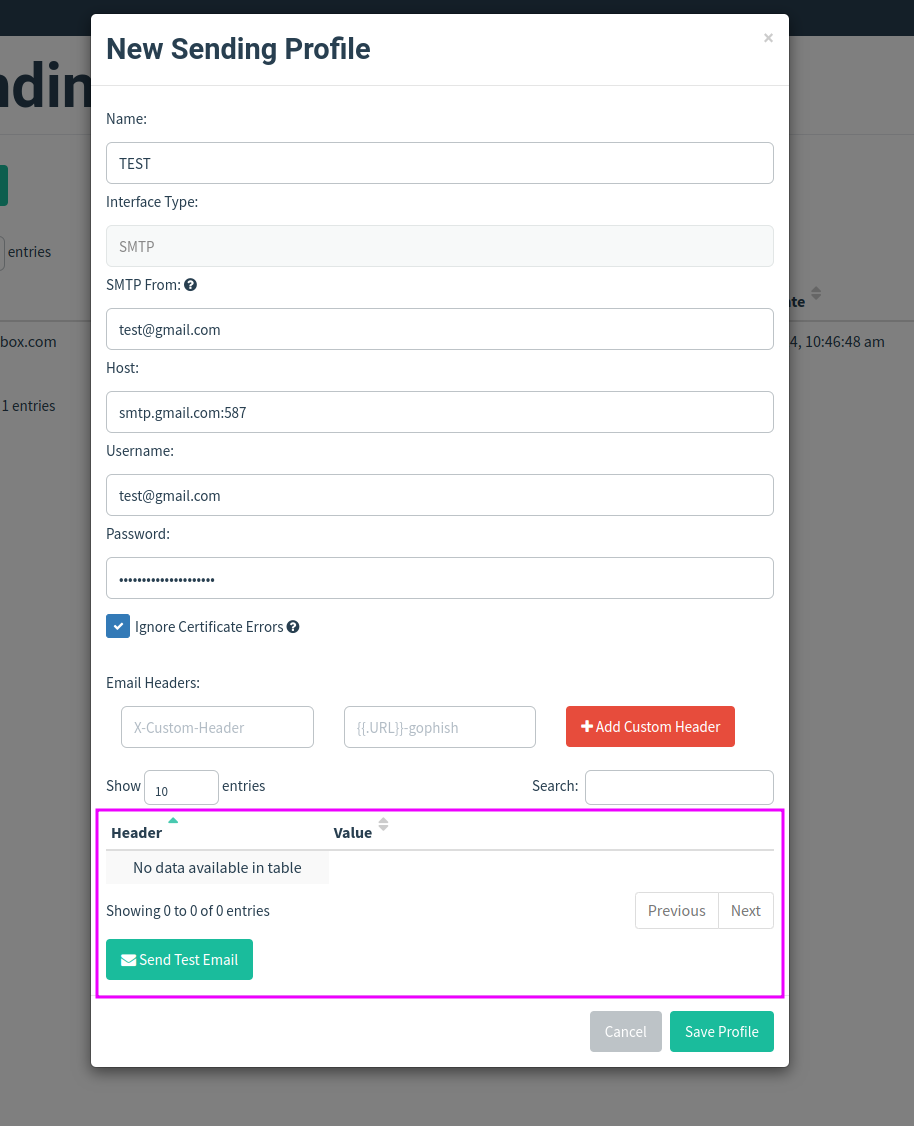 New Sending Profile
×
ndin
Name:
TEST
Interface Type:
entries
SMTP
SMTP From:
ate
test@gmail.com
box.com
4, 10:46:48 am
Host:
1 entries
smtp.gmail.com:587
Username:
test@gmail.com
Password:
•••••••••••••••••••••
Ignore Certificate Errors
Email Headers:
X-Custom-Header
{{.URL}}-gophish
Add Custom Header
Show 10 entries
Search:
Header Value
No data available in table
Showing 0 to 0 of 0 entries
Previous Next
Send Test Email
Cancel Save Profile